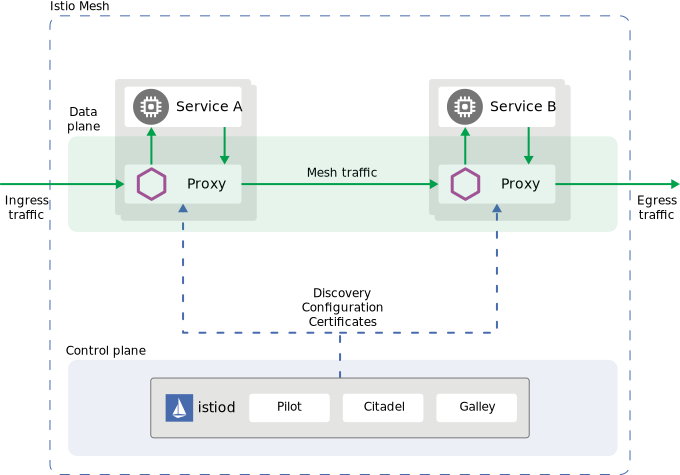 Istio Mesh
Data
plane
Service A
Service B
Proxy
Mesh traffic
Proxy
Ingress
traffic
Egress
traffic
Discovery
Configuration
Certificates
Control plane
istiod
Pilot
Citadel
Galley